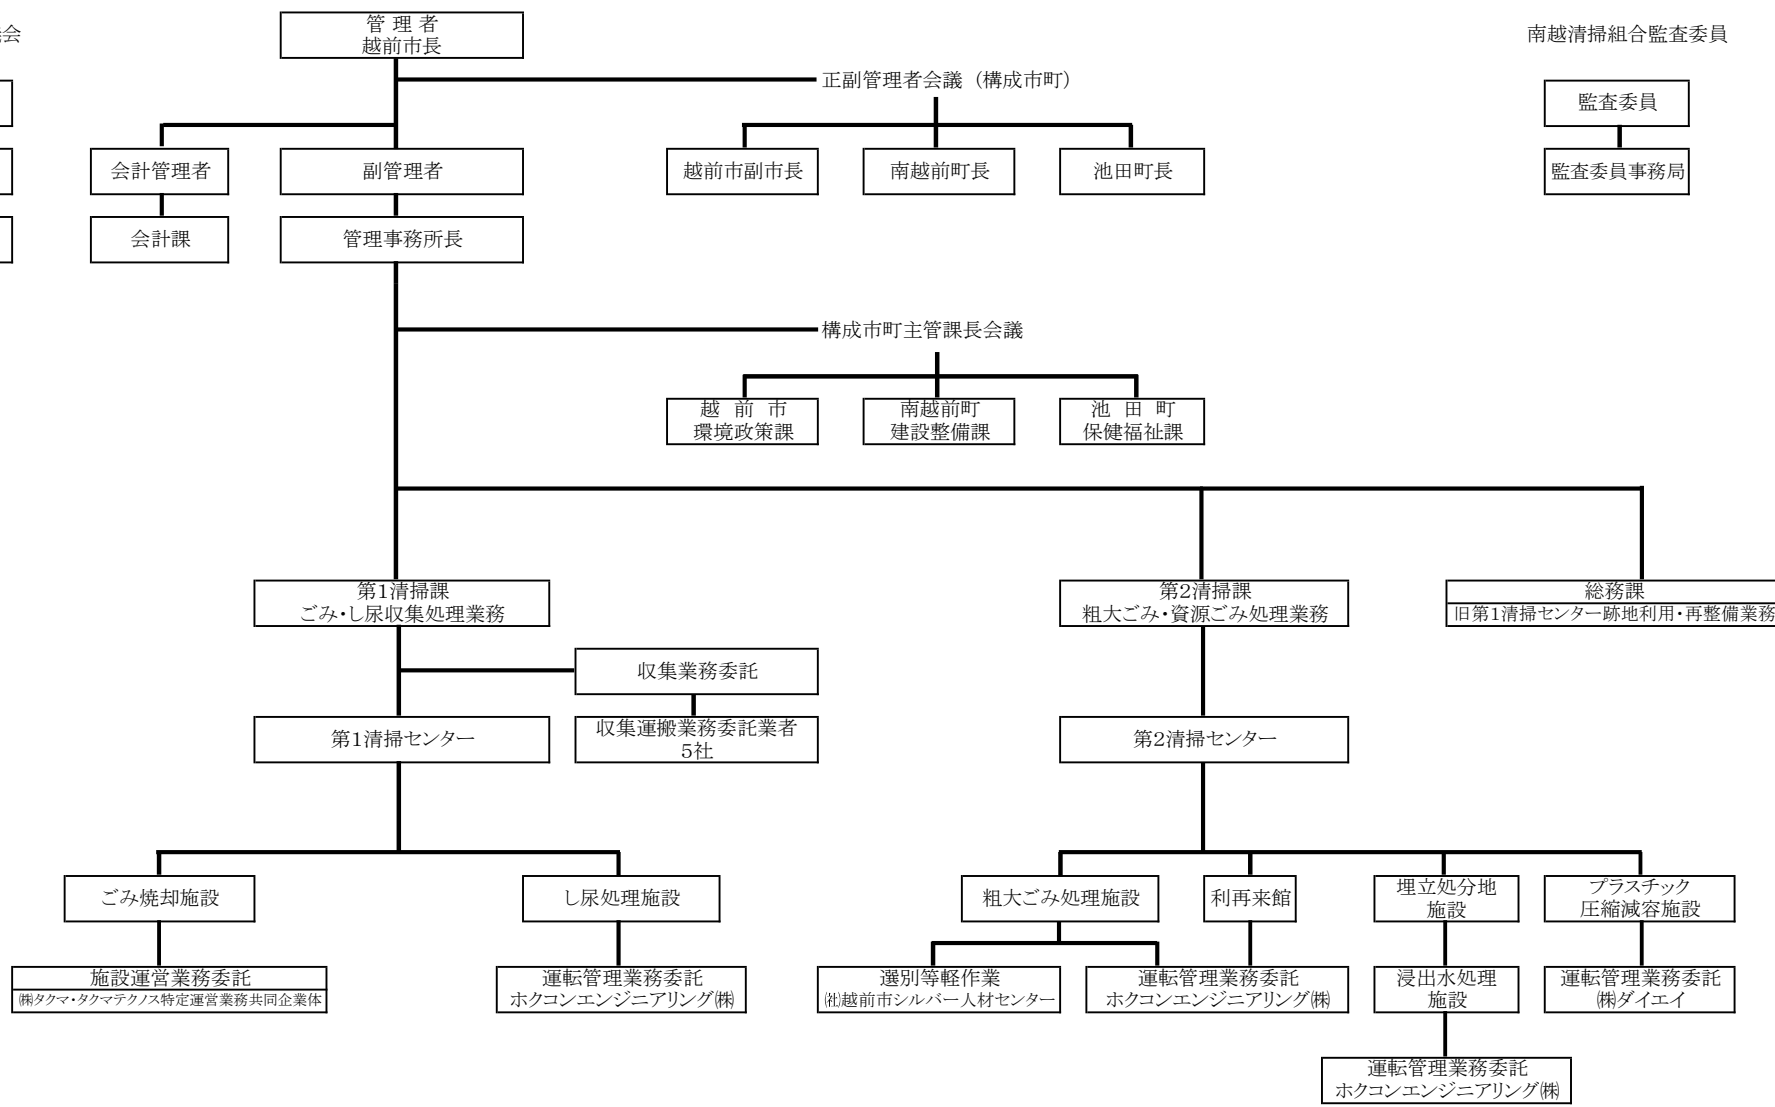 会
管 理 者
越前市長
南越清掃組合監査委員
正副管理者会議（構成市町）
監査委員
会計管理者
副管理者
越前市副市長
南越前町長
池田町長
監査委員事務局
会計課
管理事務所長
構成市町主管課長会議
越 前 市
環境政策課
南越前町
建設整備課
池 田 町
保健福祉課
第1清掃課
ごみ・し尿収集処理業務
第2清掃課
粗大ごみ・資源ごみ処理業務
総務課
旧第1清掃センター跡地利用・再整備業務
収集業務委託
第1清掃センター
収集運搬業務委託業者
5社
第2清掃センター
ごみ焼却施設
し尿処理施設
粗大ごみ処理施設
利再来館
埋立処分地
施設
プラスチック
圧縮減容施設
施設運営業務委託
㈱タクマ・タクマテクノス特定運営業務共同企業体
運転管理業務委託
ホクコンエンジニアリング㈱
選別等軽作業
㈳越前市シルバー人材センター
運転管理業務委託
ホクコンエンジニアリング㈱
浸出水処理
施設
運転管理業務委託
㈱ダイエイ
運転管理業務委託
ホクコンエンジニアリング㈱